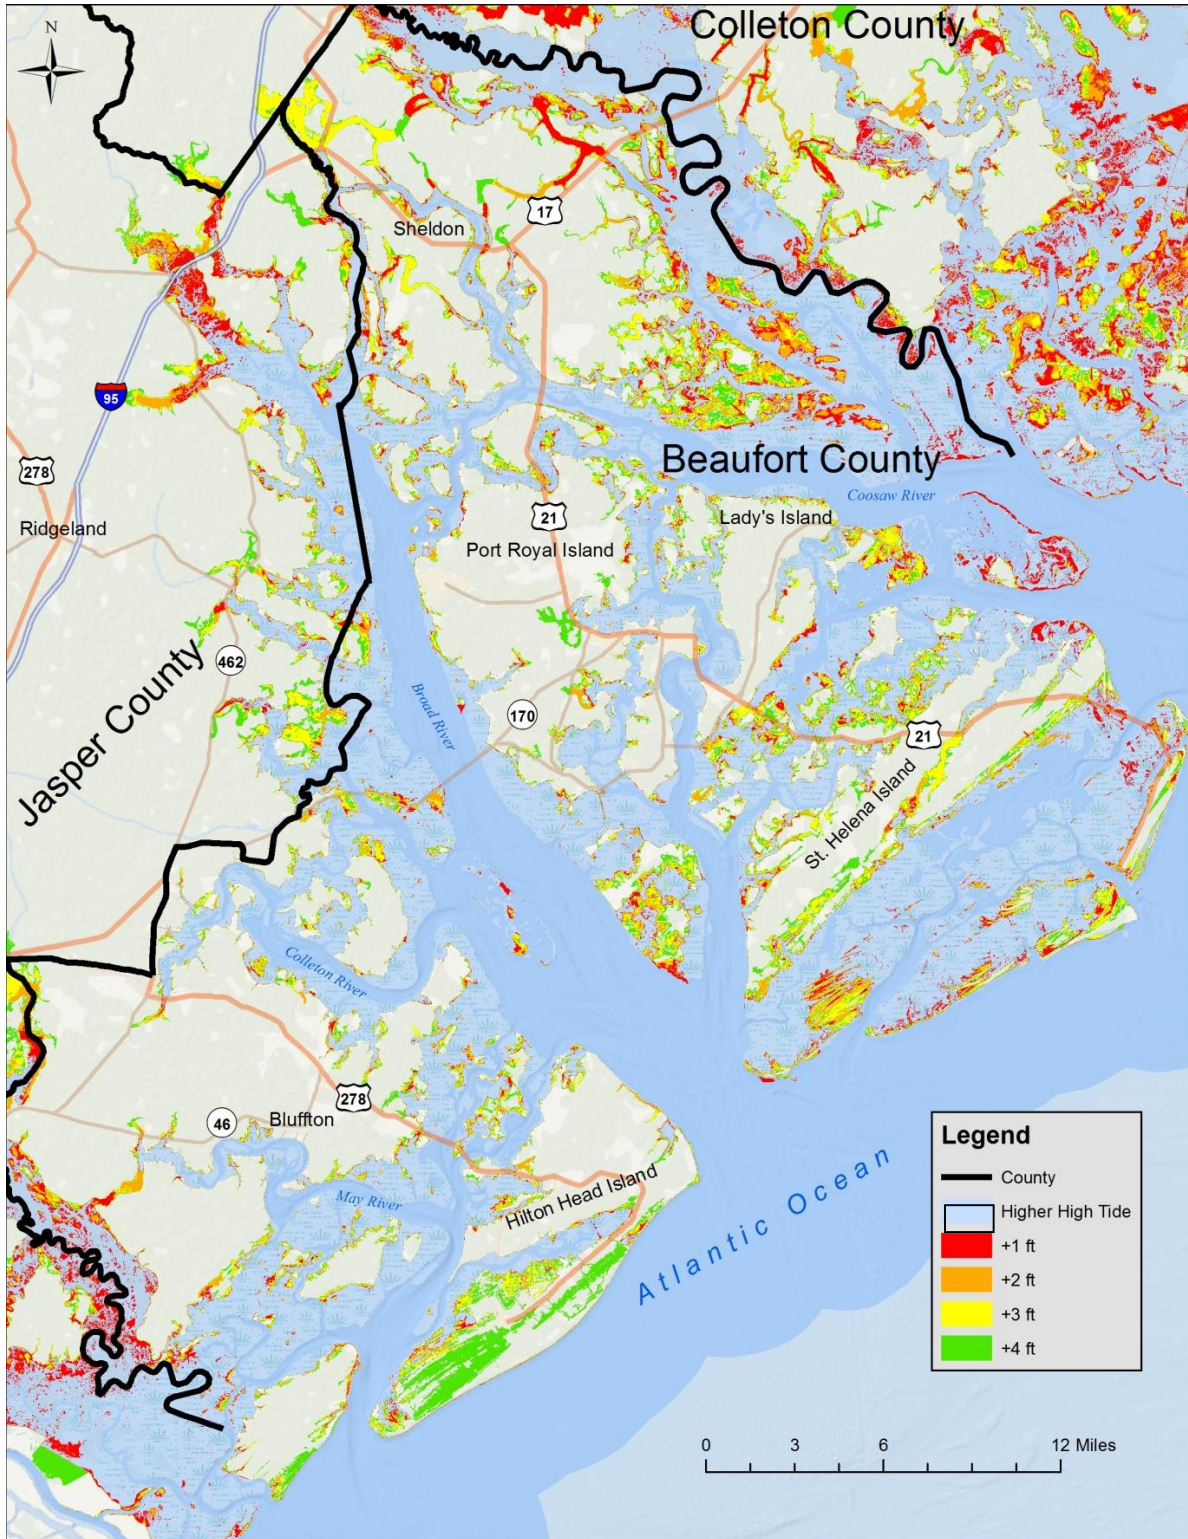 Colleton County
N
Sheldon
17
95
278
Ridgeland
Beaufort County
Coosaw River
Lady's Island
21
Port Royal Island
462
Jasper County
Broad River
170
21
St. Helena Island
Colleton River
278
46
Bluffton
May River
Hilton Head Island
Atlantic Ocean
Legend
County
Higher High Tide
+1 ft
+2 ft
+3 ft
+4 ft
0 3 6 12 Miles